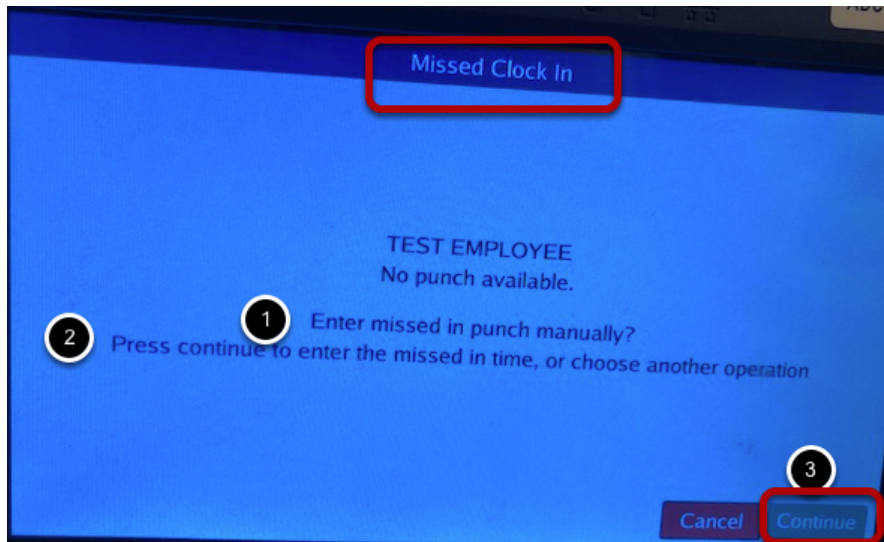 Missed Clock In
TEST EMPLOYEE
No punch available.
1
Enter missed in punch manually?
2
Press continue to enter the missed in time, or choose another operation
3
Cancel
Continue